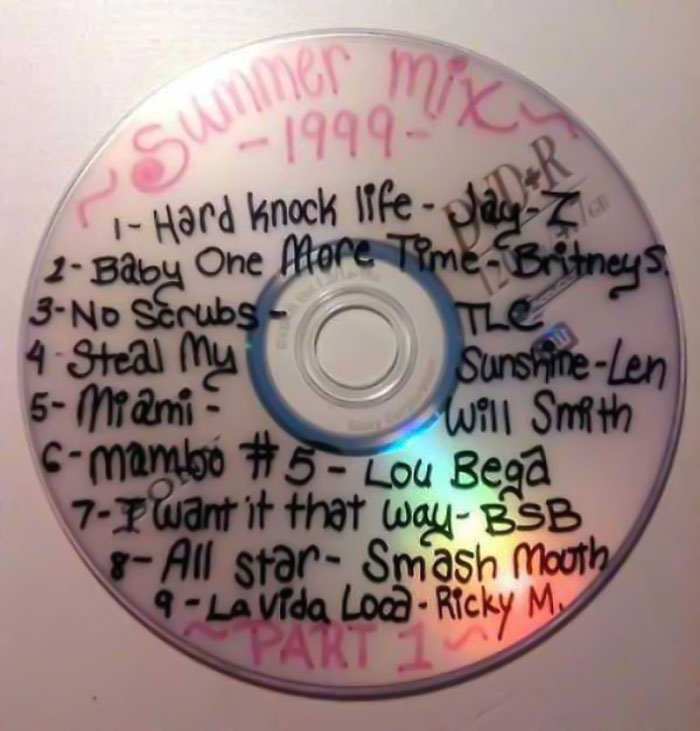 ~Summer mix~
-1999-
DVD+R
1- Hard knock life - Jay-Z
2- Baby One More Time - Britney S.
3- No Scrubs - TLC
4- Steal My Sunshine - Len
5- Miami - Will Smith
6- mambo #5 - Lou Bega
7- I want it that way - BSB
8- All star - Smash Mouth
9 - La Vida Loca - Ricky M.
~PART 1~